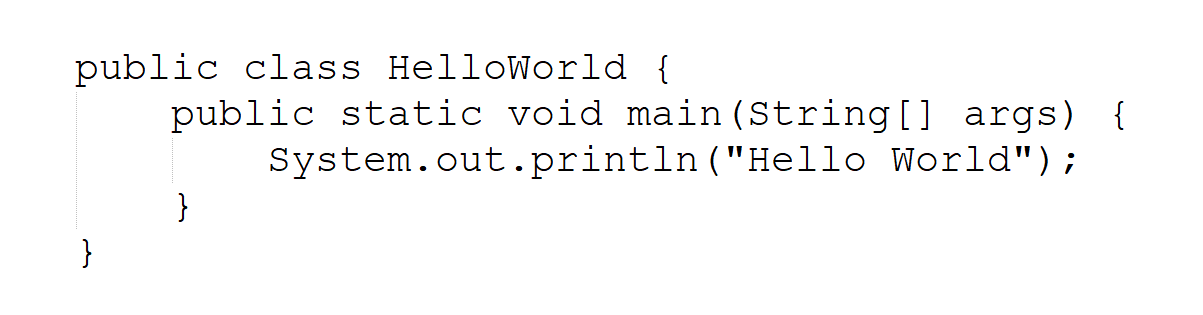 public class HelloWorld {
    public static void main(String[] args) {
        System.out.println("Hello World");
    }
}